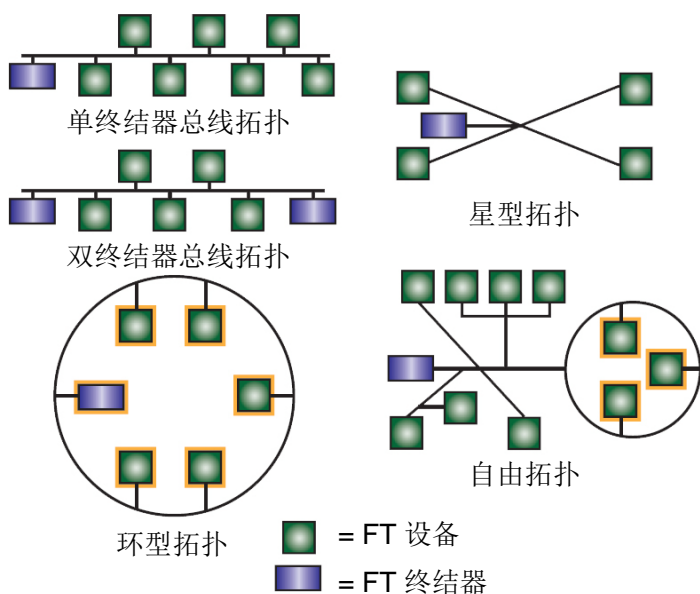 单终结器总线拓扑
星型拓扑
双终结器总线拓扑
自由拓扑
环型拓扑
= FT 设备
= FT 终结器